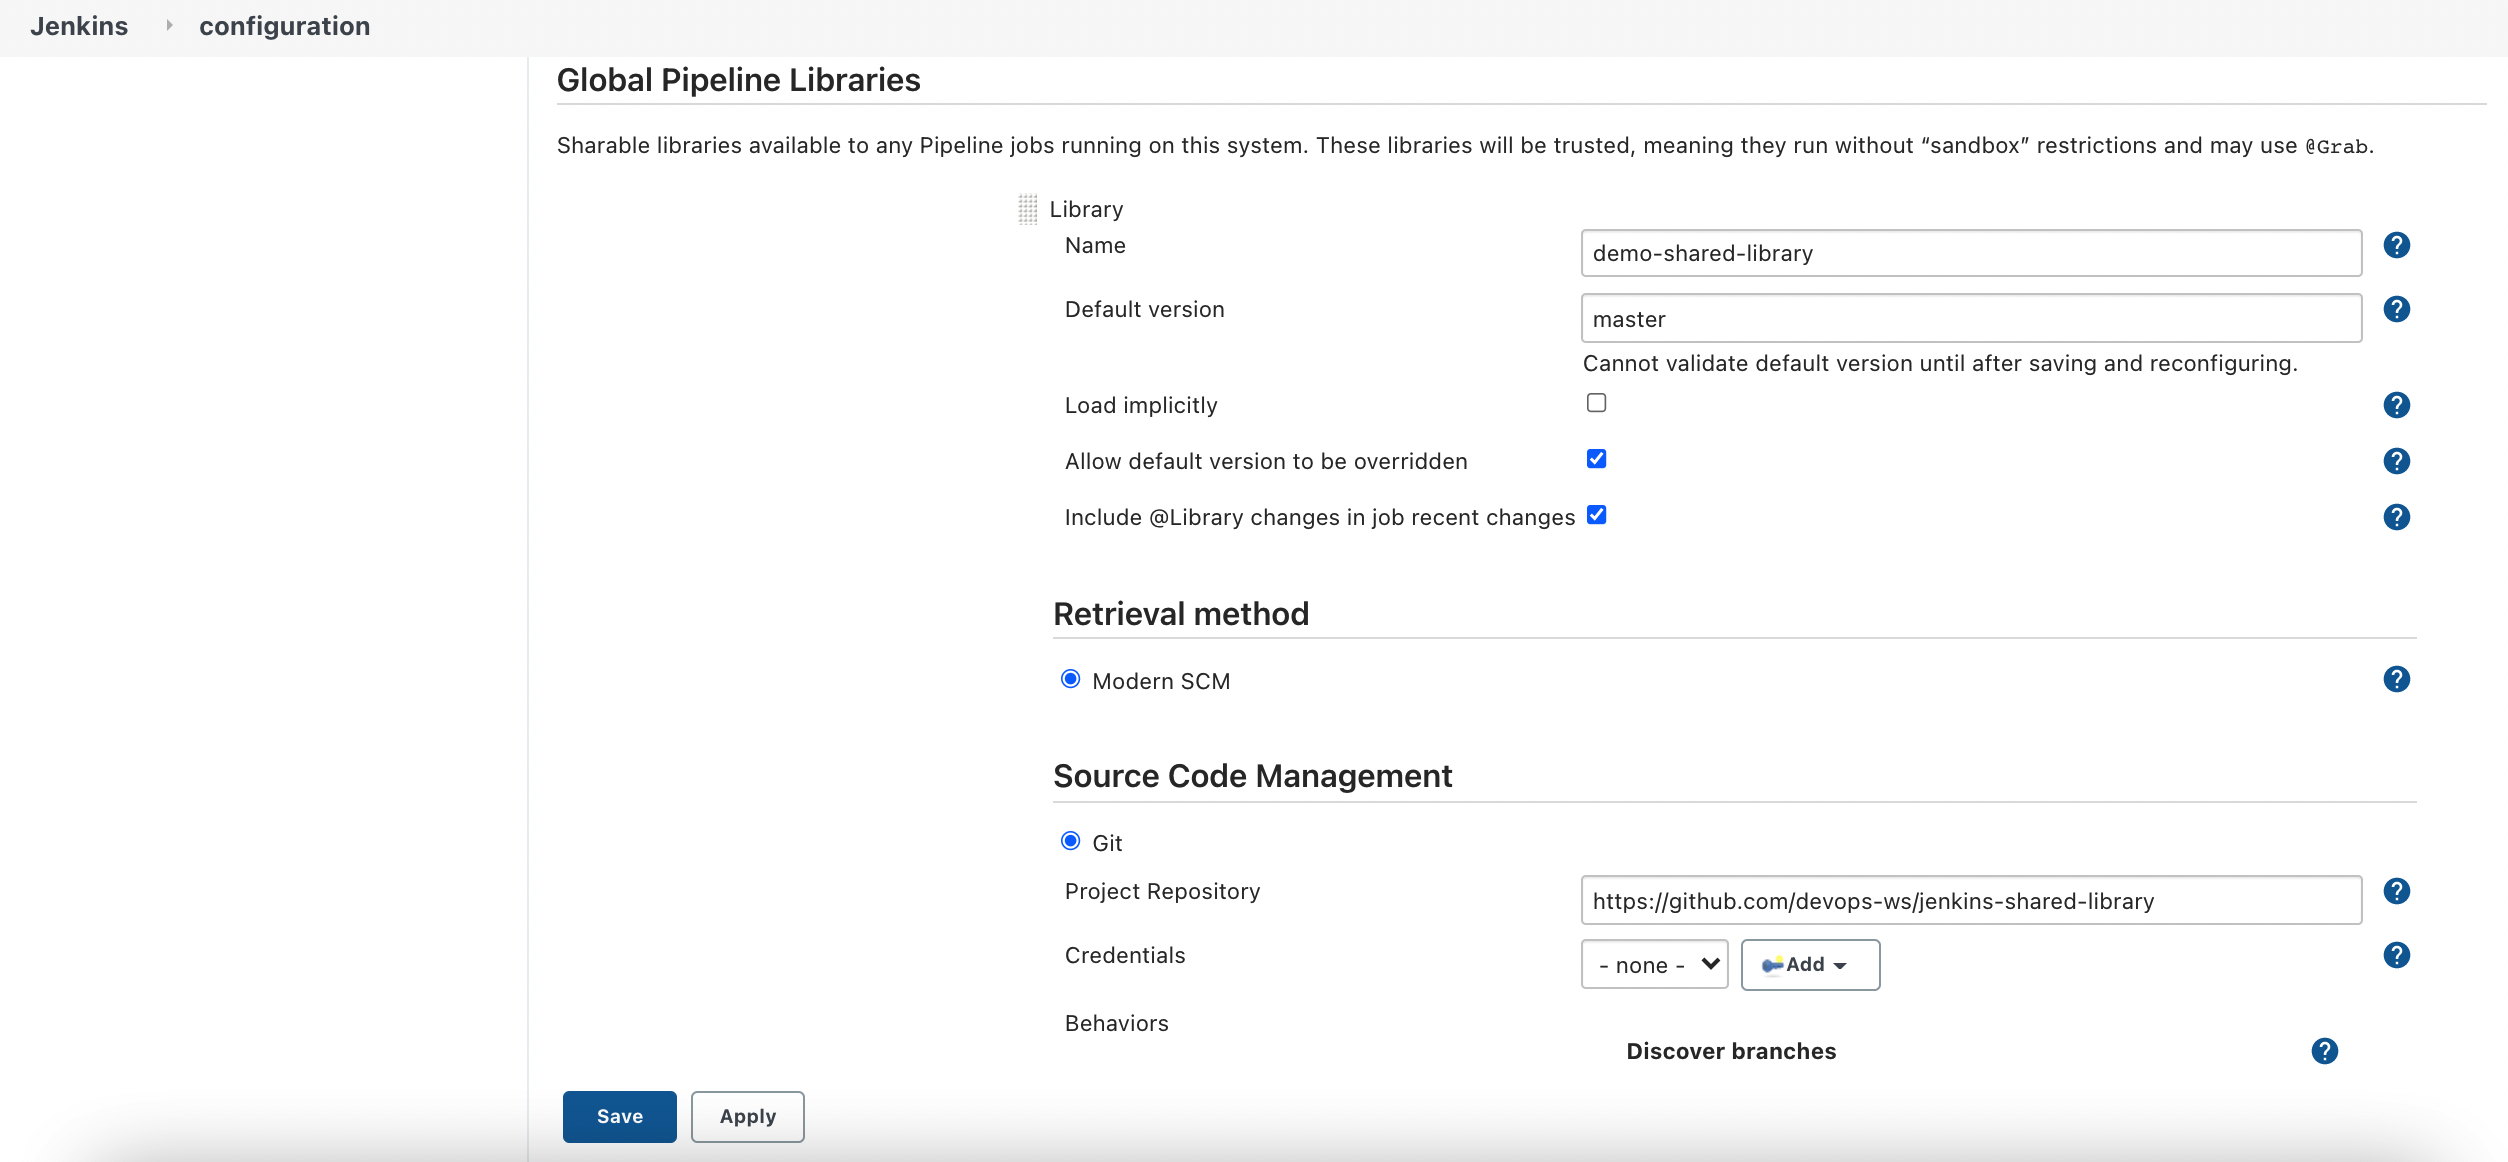 Jenkins configuration
Global Pipeline Libraries
Sharable libraries available to any Pipeline jobs running on this system. These libraries will be trusted, meaning they run without “sandbox” restrictions and may use @Grab.
Library
Name
demo-shared-library
?
Default version
master
?
Cannot validate default version until after saving and reconfiguring.
Load implicitly
?
Allow default version to be overridden
?
Include @Library changes in job recent changes
?
Retrieval method
Modern SCM
?
Source Code Management
Git
Project Repository
https://github.com/devops-ws/jenkins-shared-library
?
Credentials
- none -
Add
?
Behaviors
Discover branches
?
Save
Apply